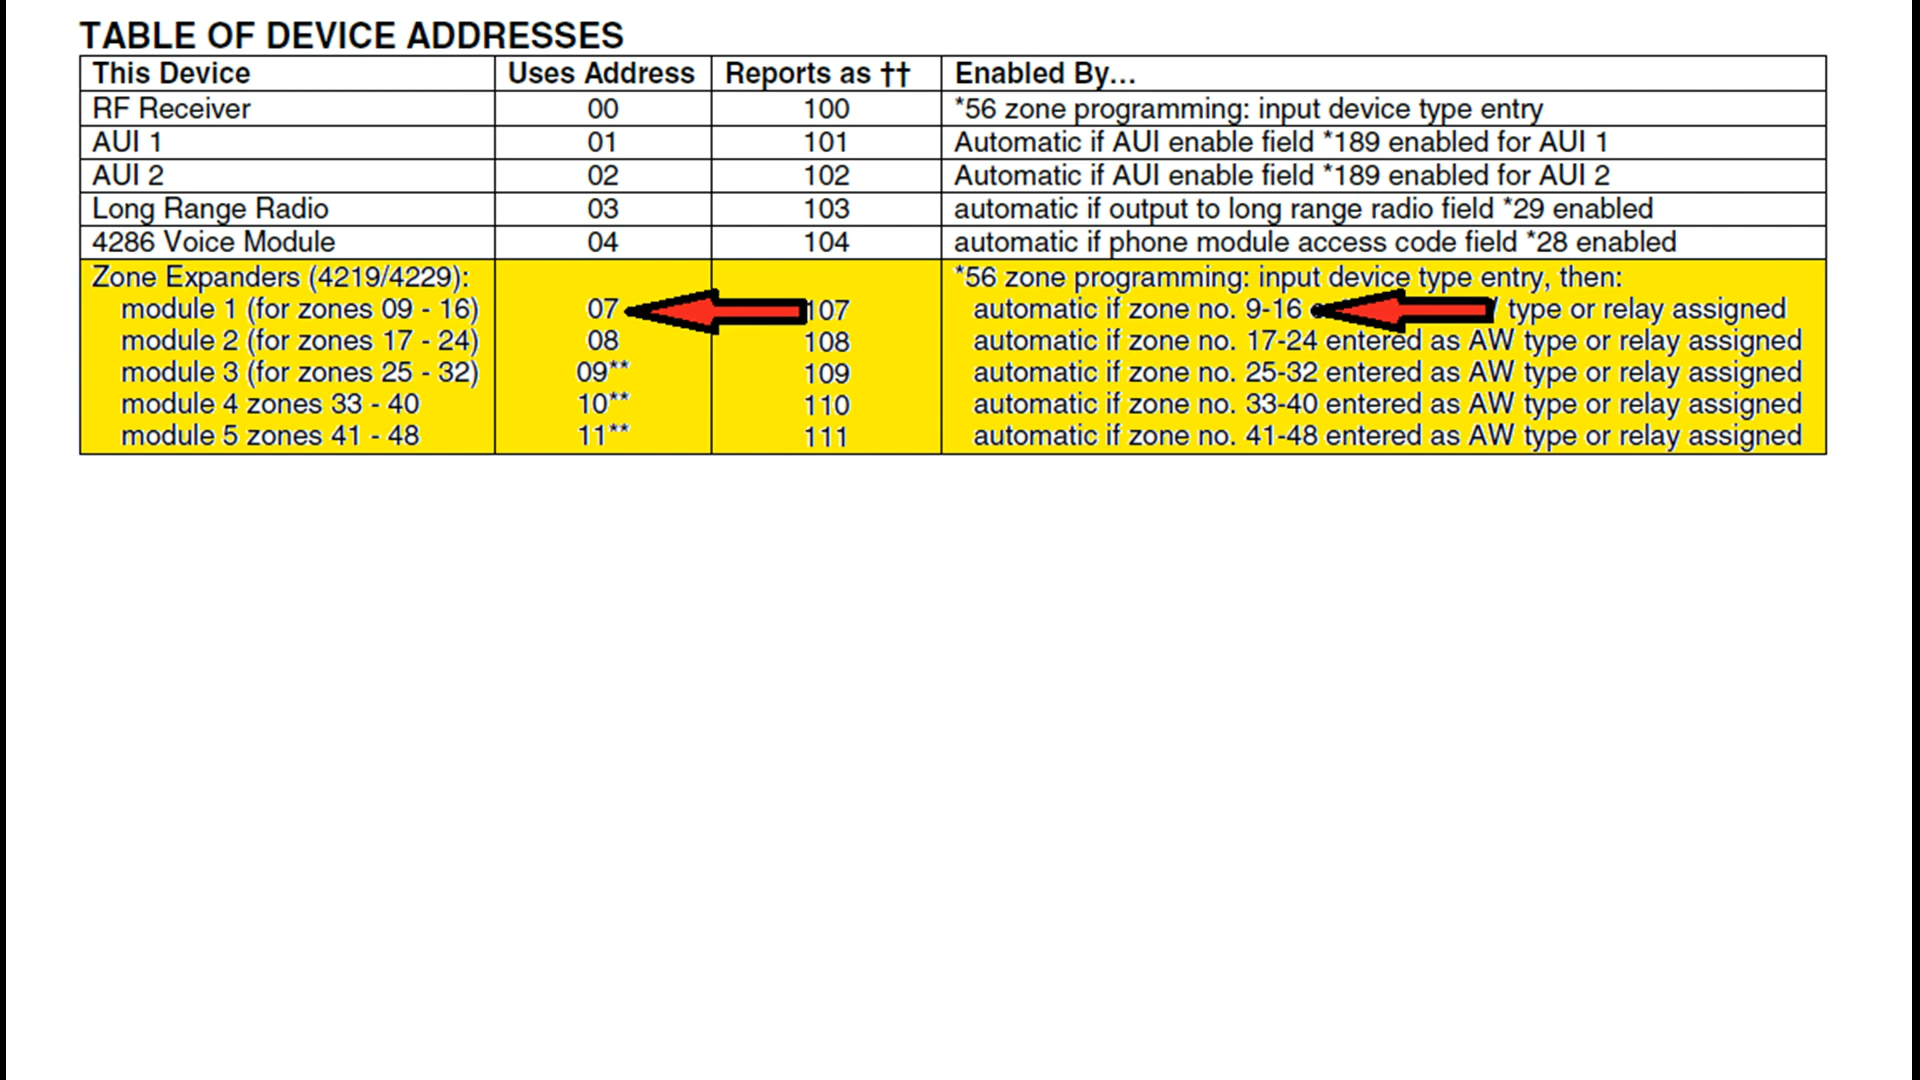 TABLE OF DEVICE ADDRESSES
This Device Uses Address Reports as †† Enabled By...
RF Receiver 00 100 *56 zone programming: input device type entry
AUI 1 01 101 Automatic if AUI enable field *189 enabled for AUI 1
AUI 2 02 102 Automatic if AUI enable field *189 enabled for AUI 2
Long Range Radio 03 103 automatic if output to long range radio field *29 enabled
4286 Voice Module 04 104 automatic if phone module access code field *28 enabled
Zone Expanders (4219/4229): *56 zone programming: input device type entry, then:
module 1 (for zones 09 - 16) 07 107 automatic if zone no. 9-16 type or relay assigned
module 2 (for zones 17 - 24) 08 108 automatic if zone no. 17-24 entered as AW type or relay assigned
module 3 (for zones 25 - 32) 09** 109 automatic if zone no. 25-32 entered as AW type or relay assigned
module 4 zones 33 - 40 10** 110 automatic if zone no. 33-40 entered as AW type or relay assigned
module 5 zones 41 - 48 11** 111 automatic if zone no. 41-48 entered as AW type or relay assigned